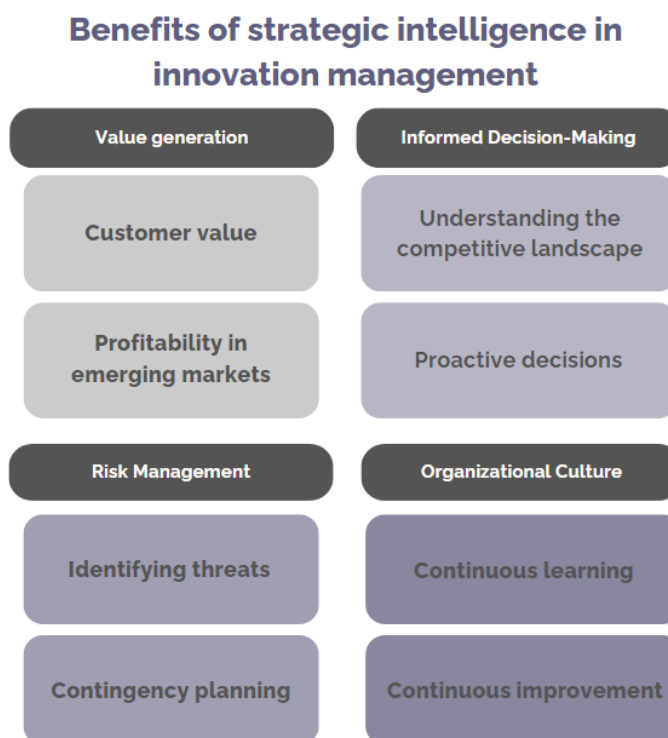 Benefits of strategic intelligence in
innovation management
Value generation
Customer value
Profitability in
emerging markets
Informed Decision-Making
Understanding the
competitive landscape
Proactive decisions
Risk Management
Identifying threats
Contingency planning
Organizational Culture
Continuous learning
Continuous improvement